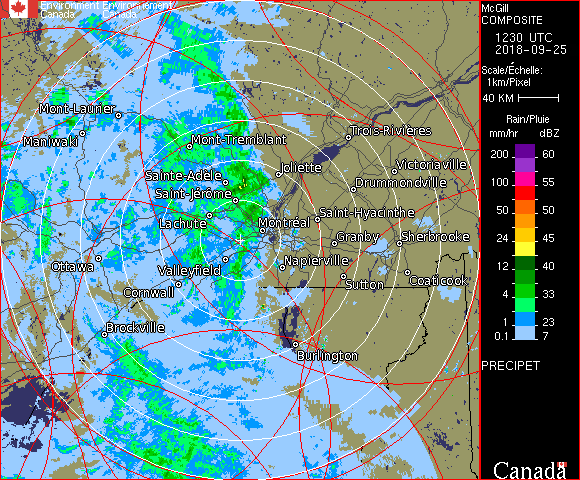 Environment Environnement
Canada Canada
McGill
COMPOSITE
1230 UTC
2018-09-25
Scale/Échelle:
1km/Pixel
40 KM
Rain/Pluie
mm/hr dBZ
200 60
100 55
50 50
24 45
12 40
4 33
1 23
0.1 7
PRECIPET
Canada
Mont-Laurier
Maniwaki
Mont-Tremblant
Trois-Rivières
Joliette
Victoriaville
Sainte-Adèle
Drummondville
Saint-Jérôme
Saint-Hyacinthe
Lachute
Montréal
Granby
Sherbrooke
Ottawa
Valleyfield
Napierville
Cornwall
Sutton
Coaticook
Brockville
Burlington